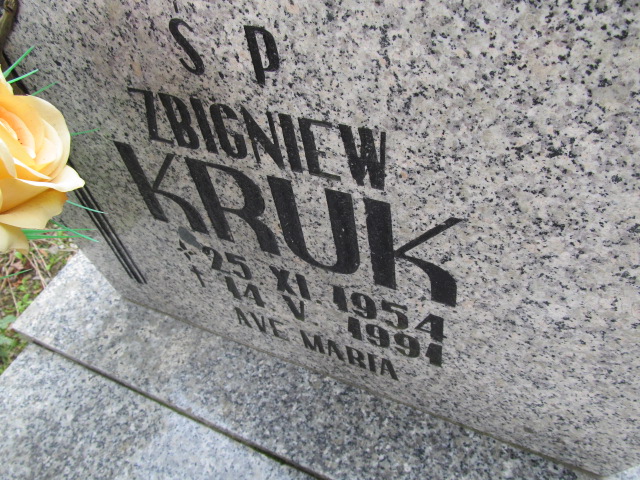 S P
ZBIGNIEW
KRUK
* 25 XI 1954
† 14 V 1991
AVE MARIA